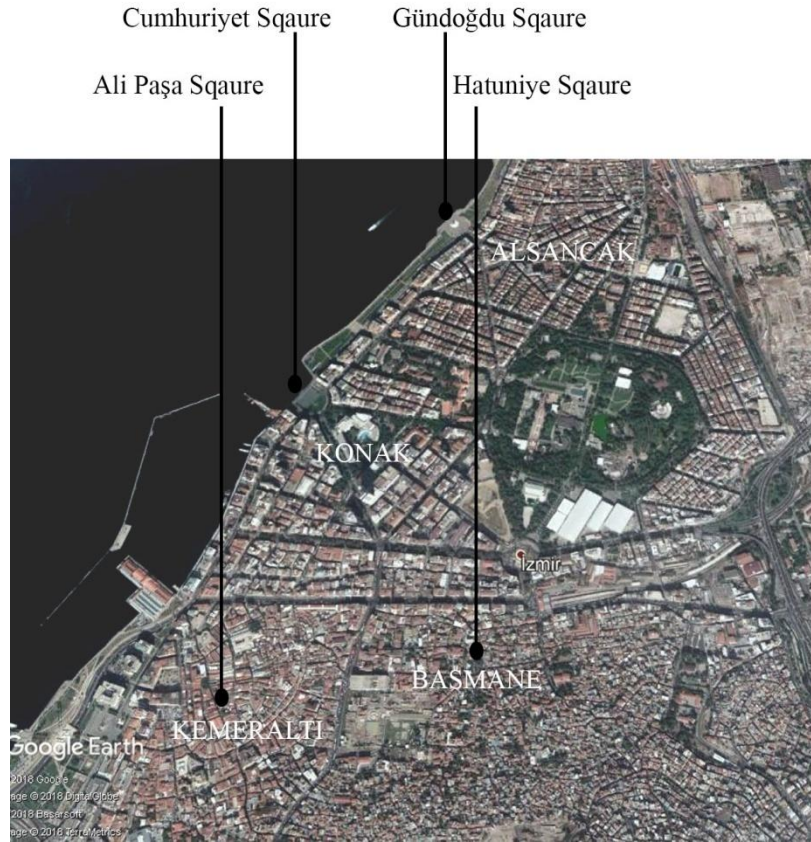 Cumhuriyet Sqaure
Gündoğdu Sqaure
Ali Paşa Sqaure
Hatuniye Sqaure
ALSANCAK
KONAK
İzmir
BASMANE
KEMERALTI
Google Earth
2018 Google
age © 2018 DigitalGlobe
2018 Basarsoft
age © 2018 TerraMetrics